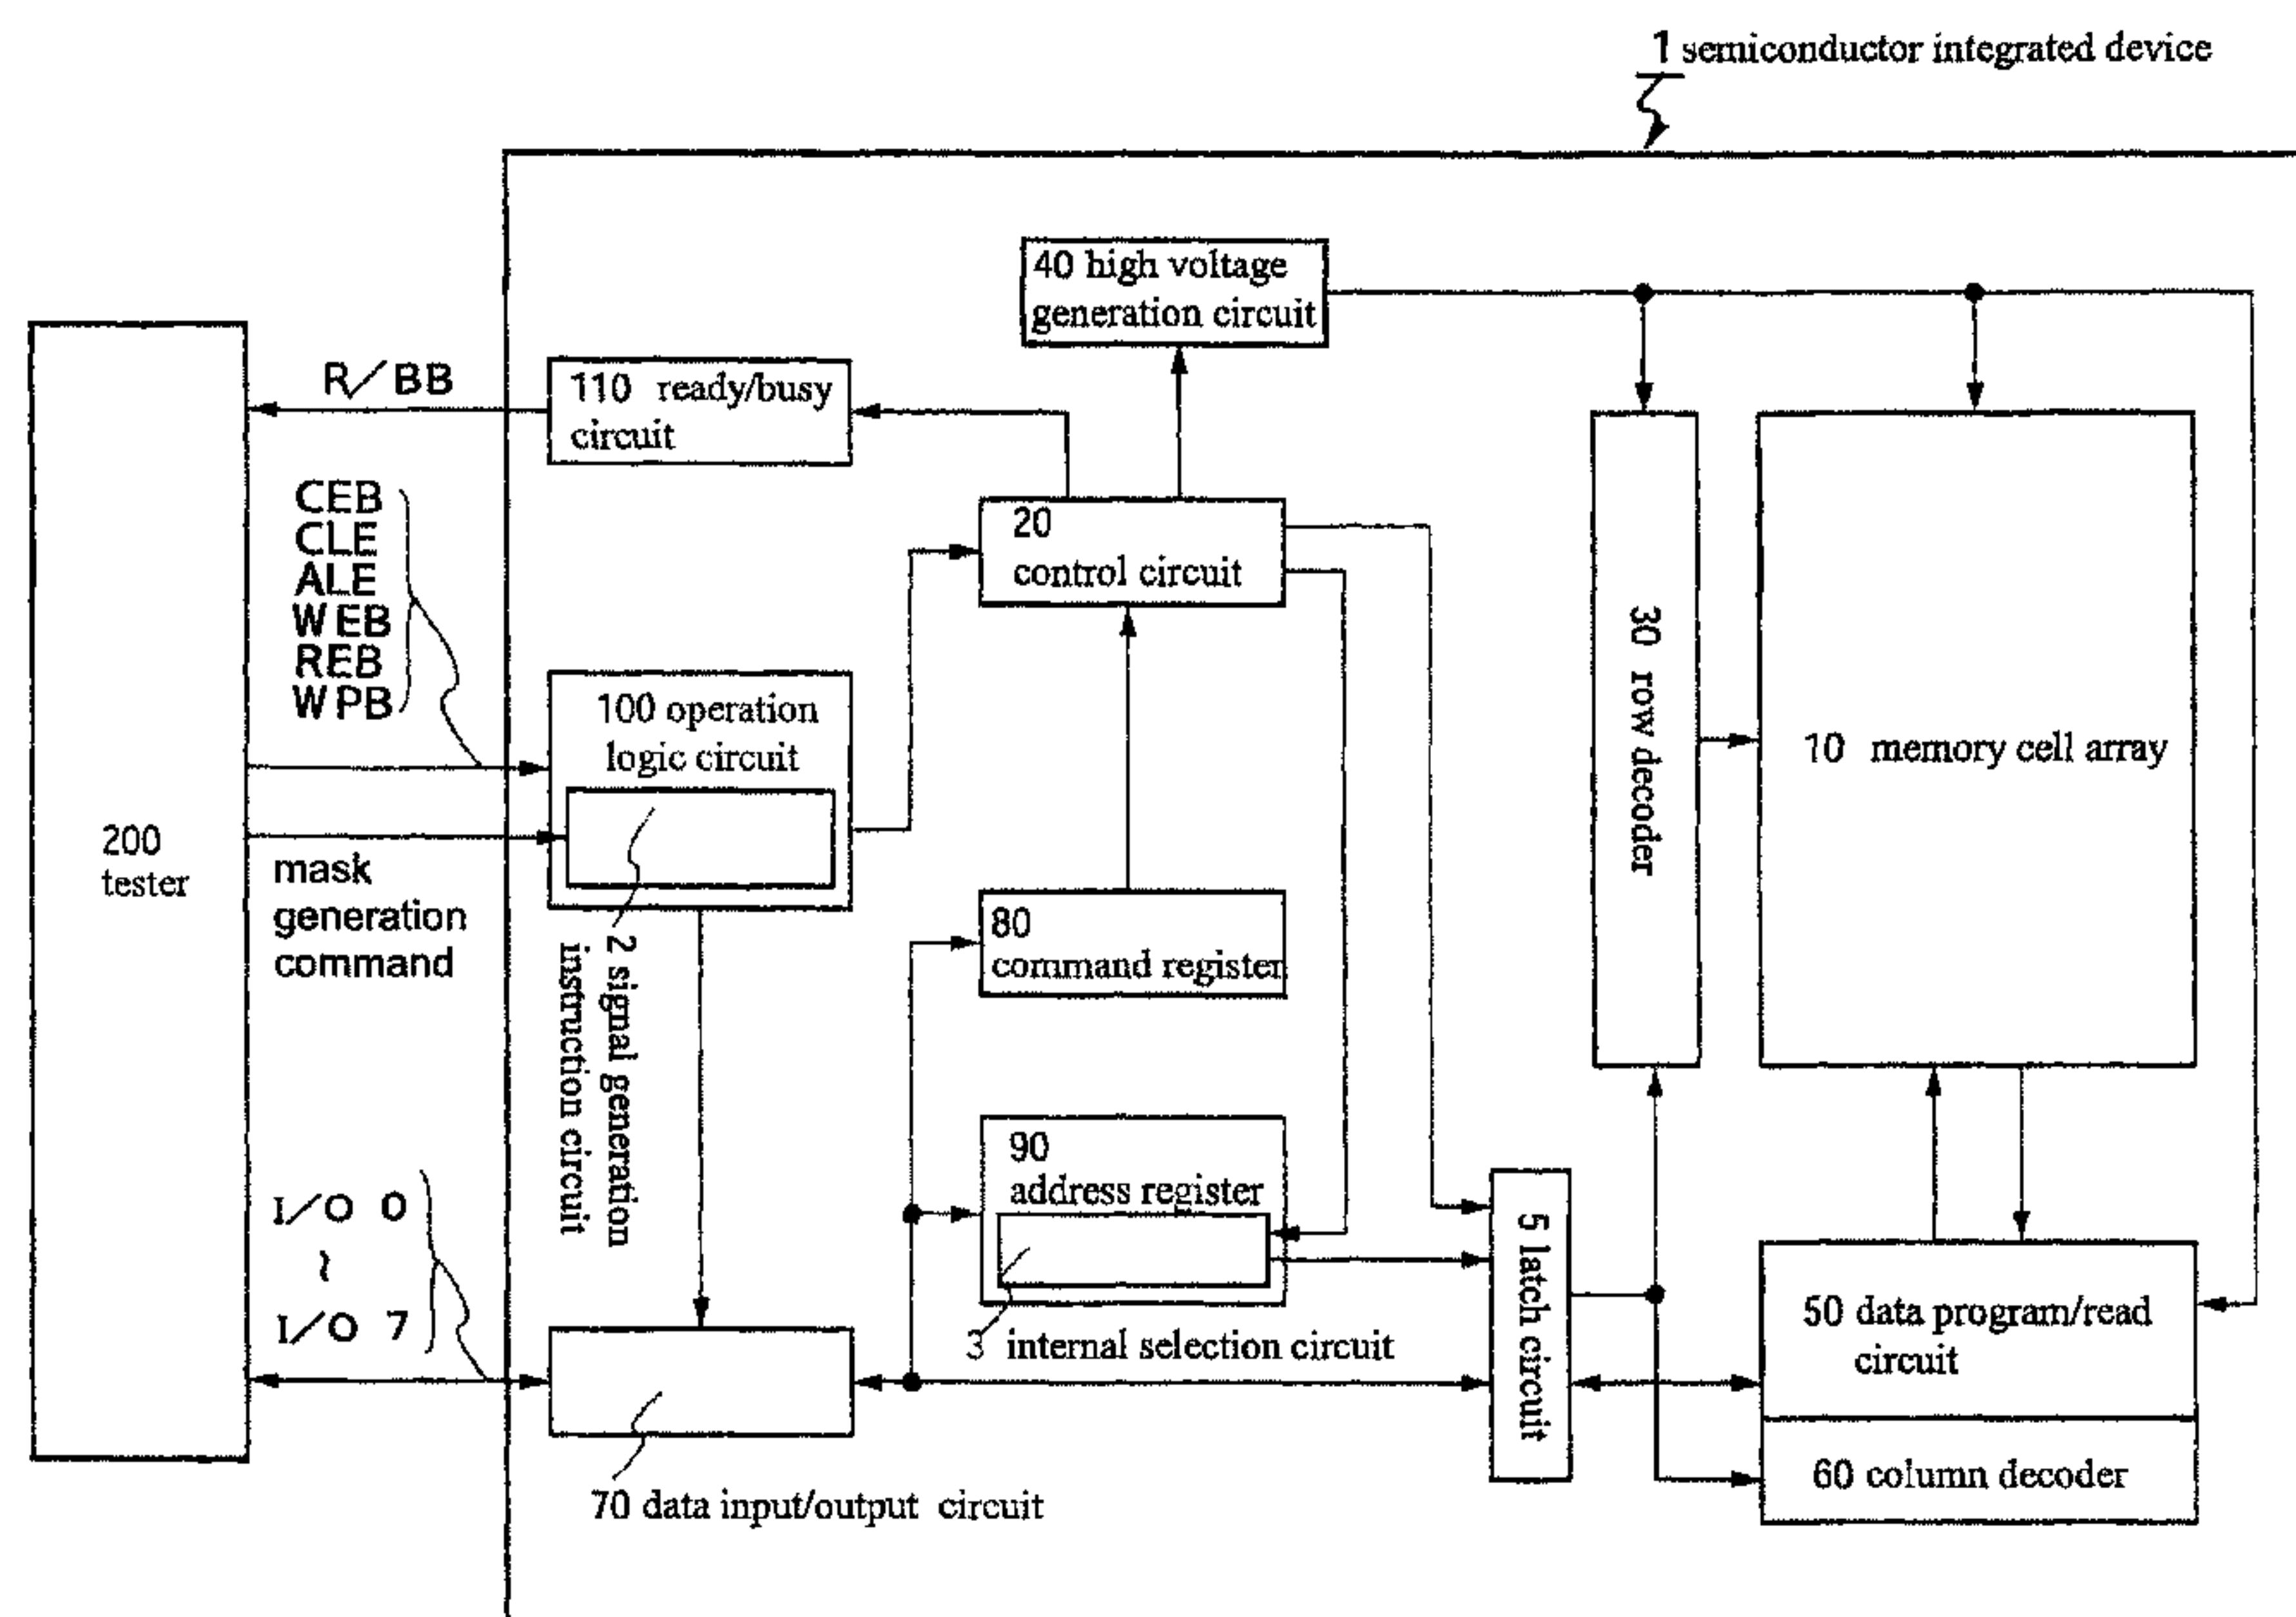 1 semiconductor integrated device
40 high voltage
generation circuit
R/BB
110 ready/busy
circuit
CEB
CLE
ALE
WEB
REB
WPB
20
control circuit
30 row decoder
10 memory cell array
100 operation
logic circuit
200
tester
mask
generation
command
2 signal generation
instruction circuit
80
command register
90
address register
I/O 0
~
I/O 7
3 internal selection circuit
5 latch circuit
50 data program/read
circuit
60 column decoder
70 data input/output circuit